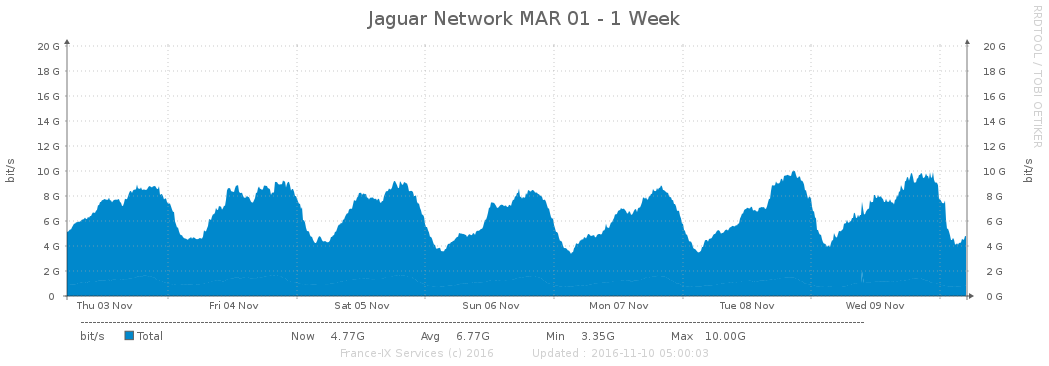 Jaguar Network MAR 01 - 1 Week
RRDTOOL / TOBI OETIKER
bit/s
20 G 20 G
18 G 18 G
16 G 16 G
14 G 14 G
12 G 12 G
10 G 10 G
8 G 8 G
6 G 6 G
4 G 4 G
2 G 2 G
0 0 G
bit/s
Thu 03 Nov Fri 04 Nov Sat 05 Nov Sun 06 Nov Mon 07 Nov Tue 08 Nov Wed 09 Nov
bit/s Total Now 4.77G Avg 6.77G Min 3.35G Max 10.00G
France-IX Services (c) 2016 Updated : 2016-11-10 05:00:03